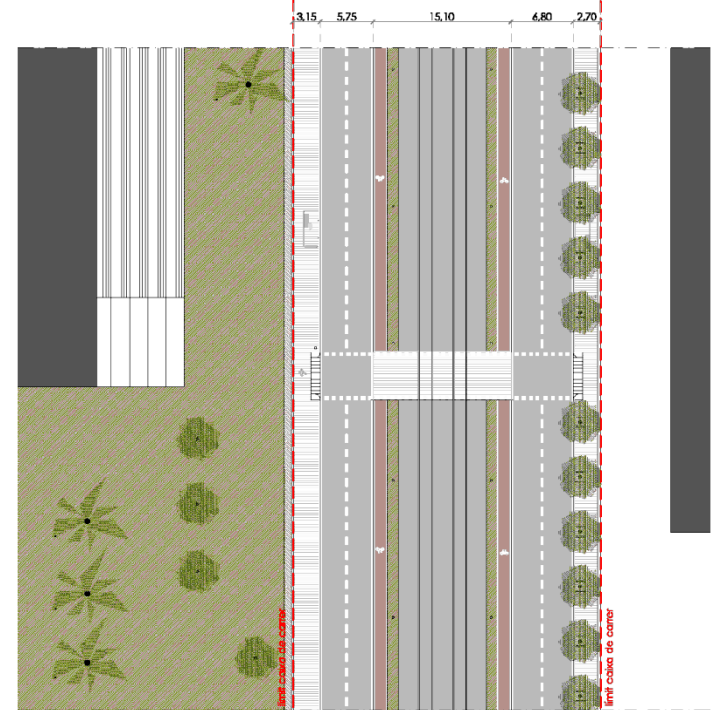 3,15 5,75 15,10 6,80 2,70
límit caixa de carrer
límit caixa de carrer